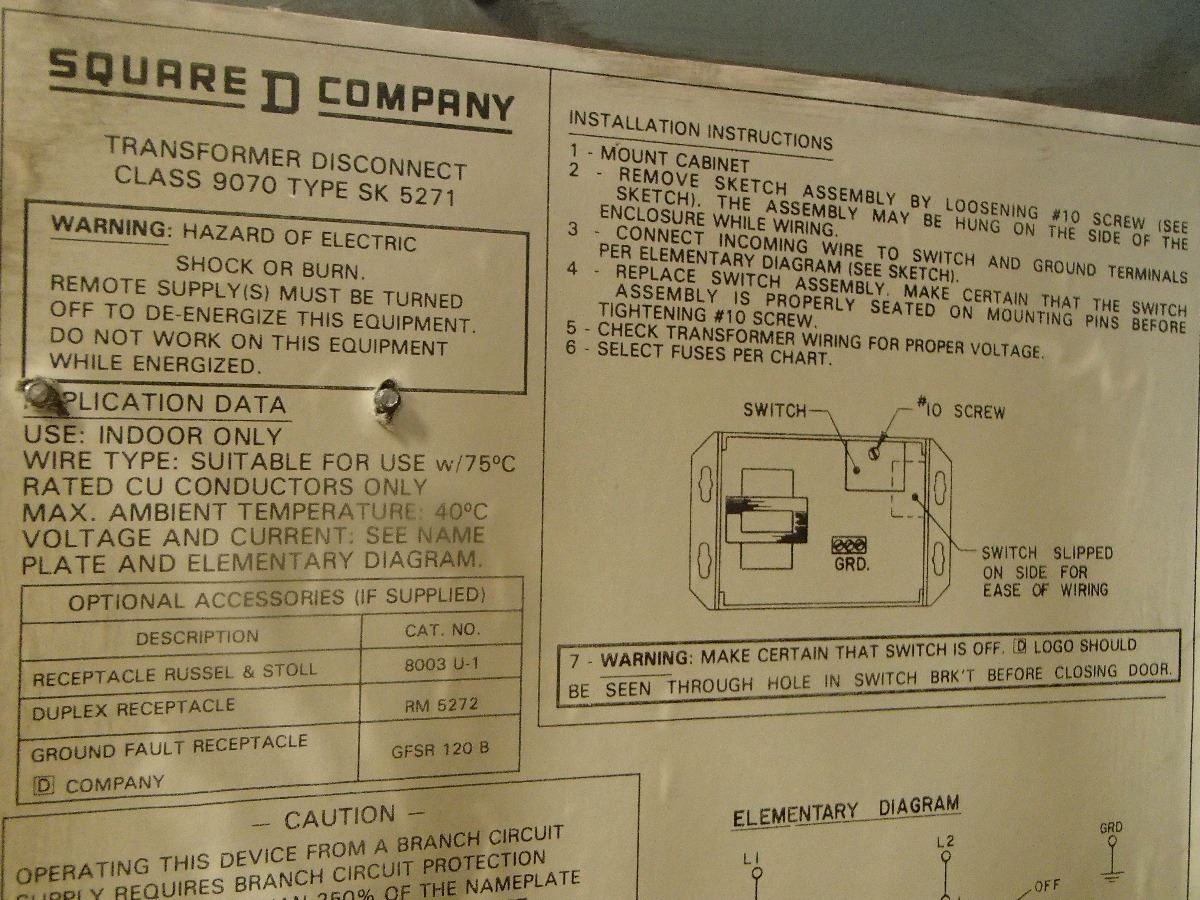 SQUARE D COMPANY
TRANSFORMER DISCONNECT
CLASS 9070 TYPE SK 5271
WARNING: HAZARD OF ELECTRIC
SHOCK OR BURN.
REMOTE SUPPLY(S) MUST BE TURNED
OFF TO DE-ENERGIZE THIS EQUIPMENT.
DO NOT WORK ON THIS EQUIPMENT
WHILE ENERGIZED.
APPLICATION DATA
USE: INDOOR ONLY
WIRE TYPE: SUITABLE FOR USE w/75°C
RATED CU CONDUCTORS ONLY
MAX. AMBIENT TEMPERATURE: 40°C
VOLTAGE AND CURRENT: SEE NAME
PLATE AND ELEMENTARY DIAGRAM.
OPTIONAL ACCESSORIES (IF SUPPLIED)
DESCRIPTION CAT. NO.
RECEPTACLE RUSSEL & STOLL 8003 U-1
DUPLEX RECEPTACLE RM 5272
GROUND FAULT RECEPTACLE GFSR 120 B
D COMPANY
— CAUTION —
OPERATING THIS DEVICE FROM A BRANCH CIRCUIT
SUPPLY REQUIRES BRANCH CIRCUIT PROTECTION
250% OF THE NAMEPLATE
INSTALLATION INSTRUCTIONS
1 - MOUNT CABINET
2 - REMOVE SKETCH ASSEMBLY BY LOOSENING #10 SCREW (SEE
SKETCH). THE ASSEMBLY MAY BE HUNG ON THE SIDE OF THE
ENCLOSURE WHILE WIRING.
3 - CONNECT INCOMING WIRE TO SWITCH AND GROUND TERMINALS
PER ELEMENTARY DIAGRAM (SEE SKETCH).
4 - REPLACE SWITCH ASSEMBLY. MAKE CERTAIN THAT THE SWITCH
ASSEMBLY IS PROPERLY SEATED ON MOUNTING PINS BEFORE
TIGHTENING #10 SCREW.
5 - CHECK TRANSFORMER WIRING FOR PROPER VOLTAGE.
6 - SELECT FUSES PER CHART.
SWITCH
#10 SCREW
GRD.
SWITCH SLIPPED
ON SIDE FOR
EASE OF WIRING
7 - WARNING: MAKE CERTAIN THAT SWITCH IS OFF. D LOGO SHOULD
BE SEEN THROUGH HOLE IN SWITCH BRK'T BEFORE CLOSING DOOR.
ELEMENTARY DIAGRAM
L1
L2
GRD
OFF